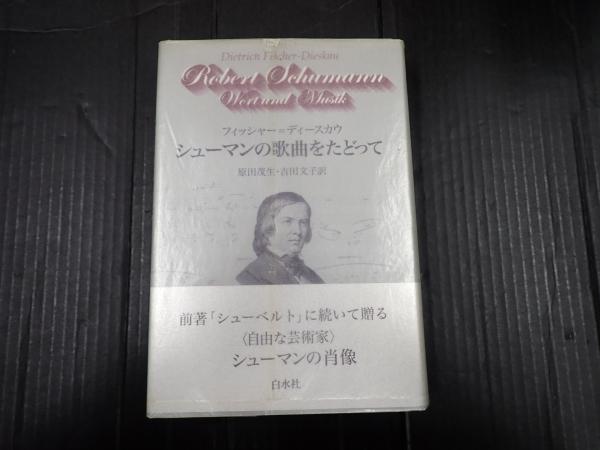 Dietrich Fischer-Dieskau
Robert Schumann
Wort und Musik
フィッシャー＝ディースカウ
シューマンの歌曲をたどって
原田茂生・吉田文子訳
前著「シューベルト」に続いて贈る
〈自由な芸術家〉
シューマンの肖像
白水社